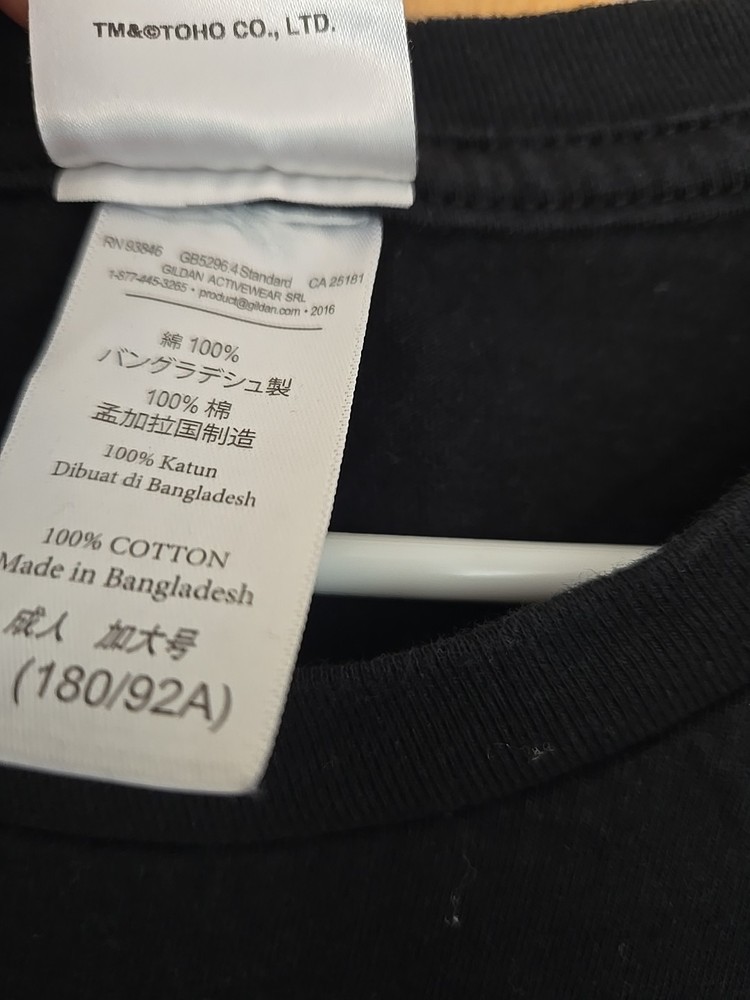 TM&©TOHO CO., LTD.
RN 93846 GB5296.4 Standard CA 25181
GILDAN ACTIVEWEAR SRL
1-877-445-3265 • product@gildan.com • 2016
綿 100%
バングラデシュ製
100% 棉
孟加拉国制造
100% Katun
Dibuat di Bangladesh
100% COTTON
Made in Bangladesh
成人 加大号
(180/92A)